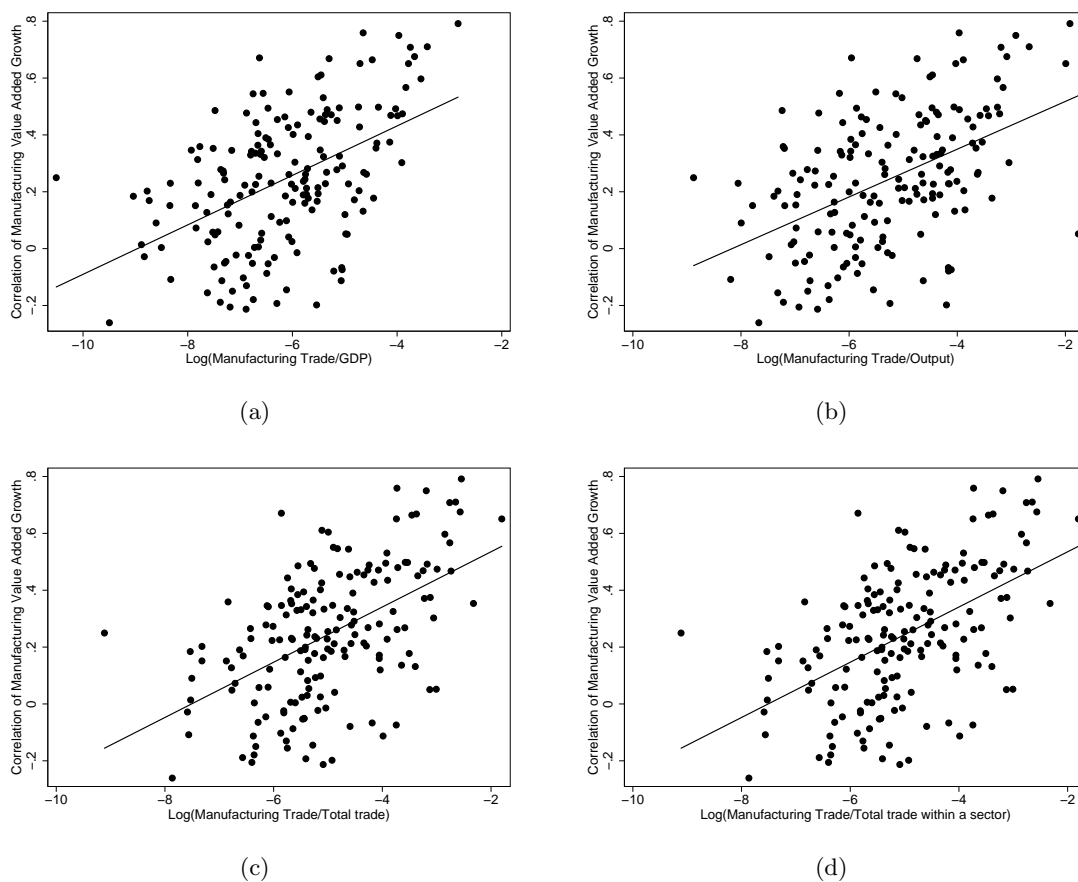 Correlation of Manufacturing Value Added Growth
.8
.6
.4
.2
0
−.2
−10 −8 −6 −4 −2
Log(Manufacturing Trade/GDP)
(a)
Correlation of Manufacturing Value Added Growth
.8
.6
.4
.2
0
−.2
−10 −8 −6 −4 −2
Log(Manufacturing Trade/Output)
(b)
Correlation of Manufacturing Value Added Growth
.8
.6
.4
.2
0
−.2
−10 −8 −6 −4 −2
Log(Manufacturing Trade/Total trade)
(c)
Correlation of Manufacturing Value Added Growth
.8
.6
.4
.2
0
−.2
−10 −8 −6 −4 −2
Log(Manufacturing Trade/Total trade within a sector)
(d)